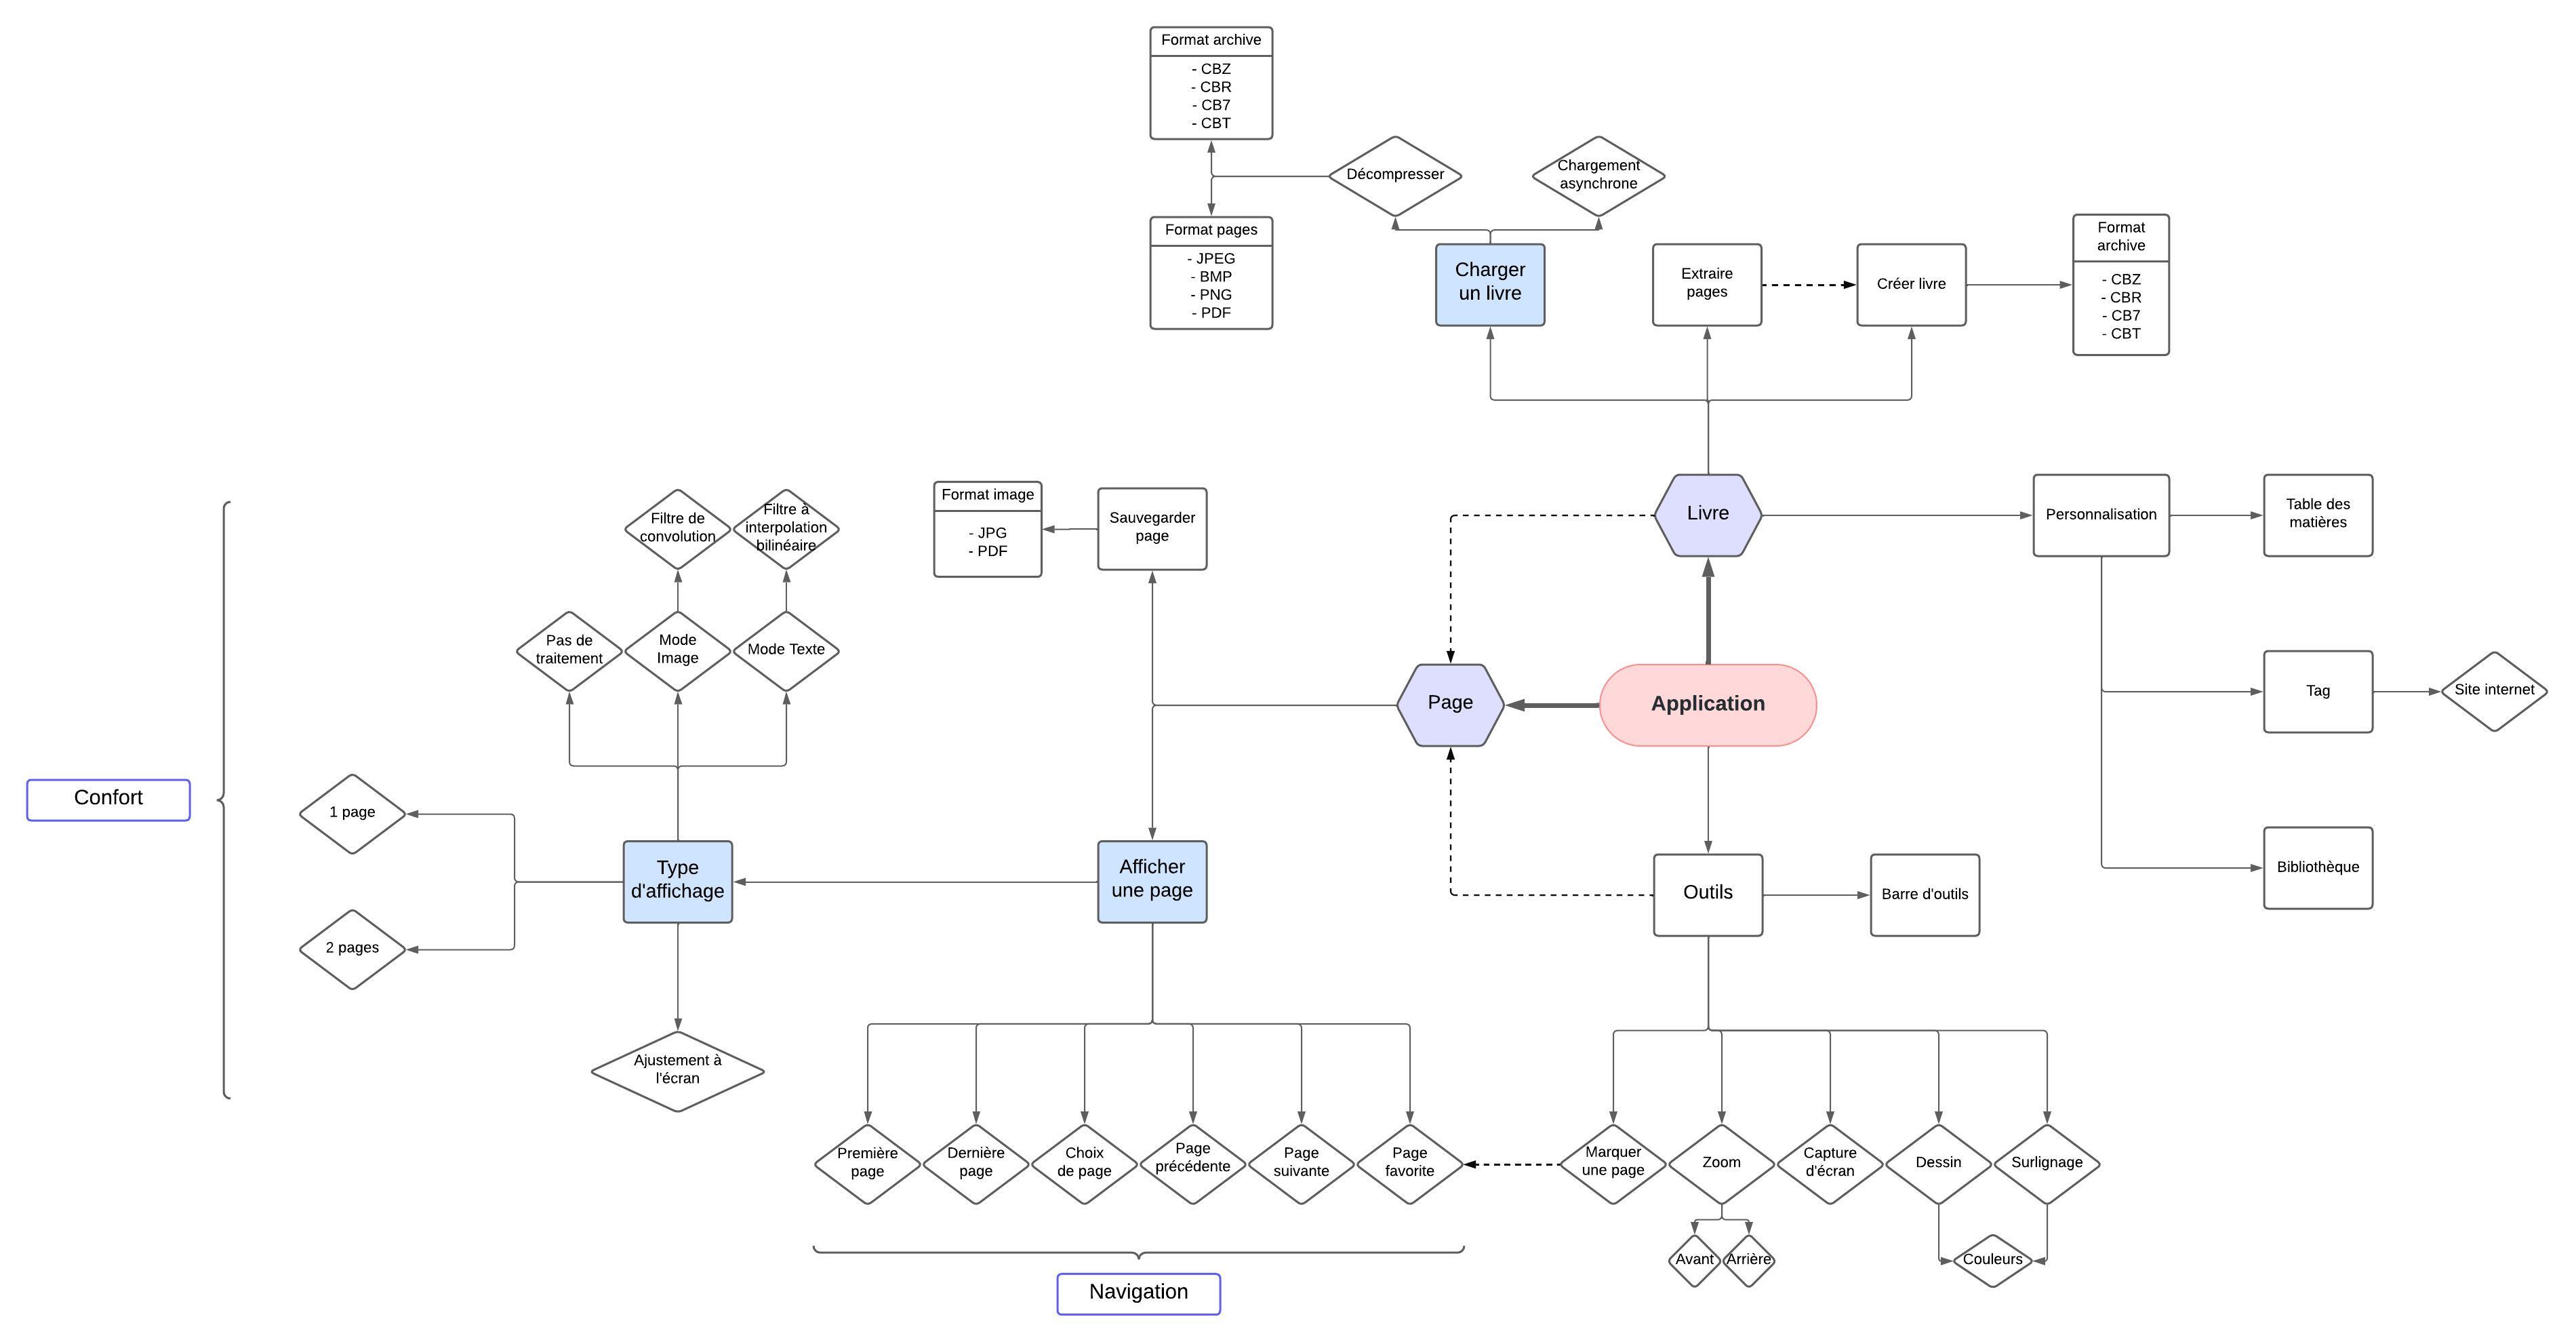 Format archive
- CBZ
- CBR
- CB7
- CBT
Décompresser
Chargement
asynchrone
Format pages
- JPEG
- BMP
- PNG
- PDF
Charger
un livre
Extraire
pages
Créer livre
Format
archive
- CBZ
- CBR
- CB7
- CBT
Filtre de
convolution
Filtre à
interpolation
bilinéaire
Format image
- JPG
- PDF
Sauvegarder
page
Livre
Personnalisation
Table des
matières
Pas de
traitement
Mode
Image
Mode Texte
Page
Application
Tag
Site internet
Confort
1 page
2 pages
Type
d'affichage
Afficher
une page
Outils
Barre d'outils
Bibliothèque
Ajustement à
l'écran
Première
page
Dernière
page
Choix
de page
Page
précédente
Page
suivante
Page
favorite
Marquer
une page
Zoom
Capture
d'écran
Dessin
Surlignage
Avant
Arrière
Couleurs
Navigation